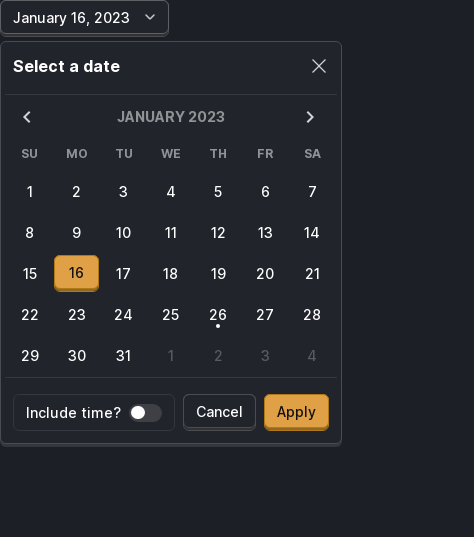 January 16, 2023
Select a date
JANUARY 2023
SU MO TU WE TH FR SA
1 2 3 4 5 6 7
8 9 10 11 12 13 14
15 16 17 18 19 20 21
22 23 24 25 26 27 28
29 30 31 1 2 3 4
Include time? Cancel Apply